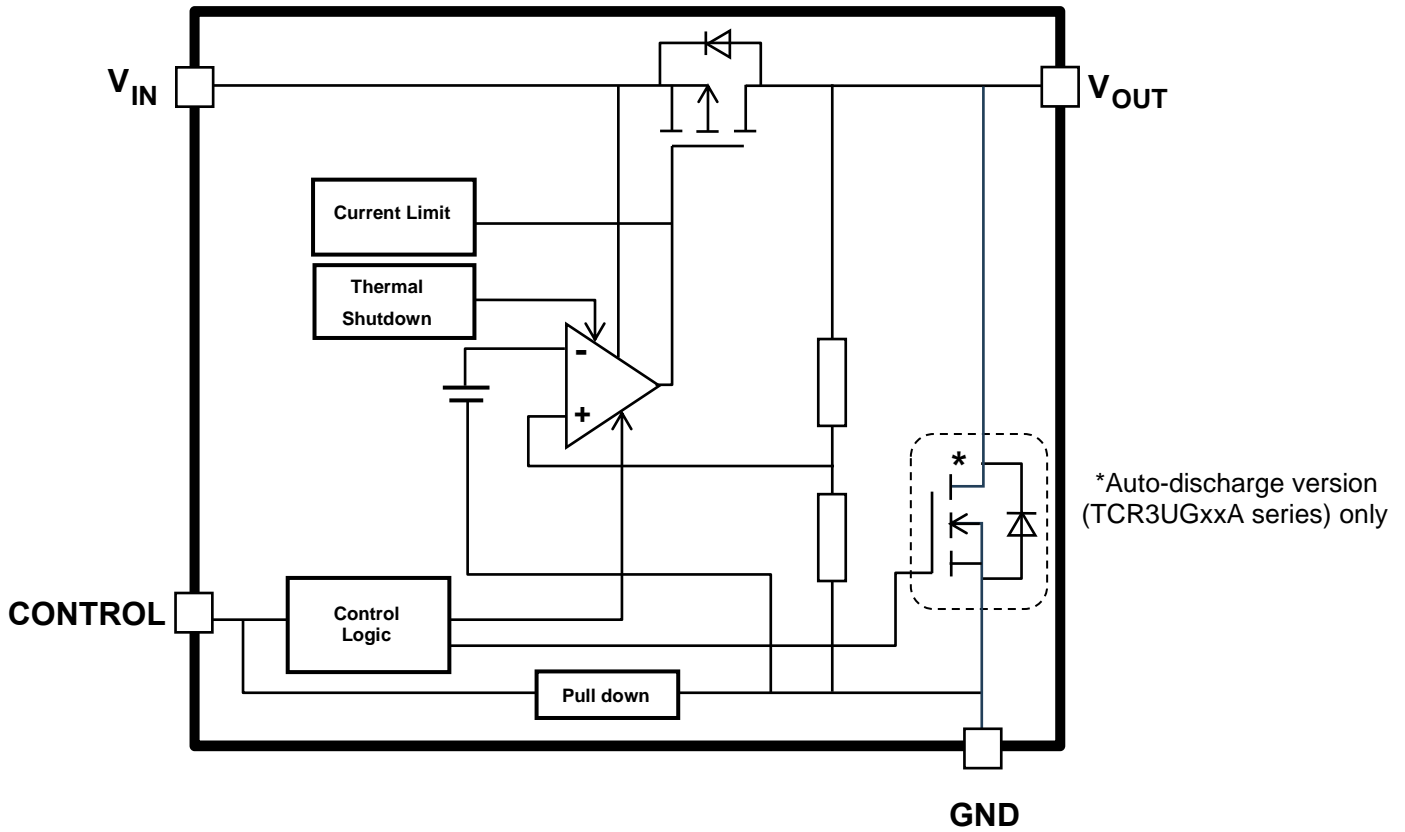 V_IN
V_OUT
Current Limit
Thermal
Shutdown
-
+
*
*Auto-discharge version
(TCR3UGxxA series) only
CONTROL
Control
Logic
Pull down
GND